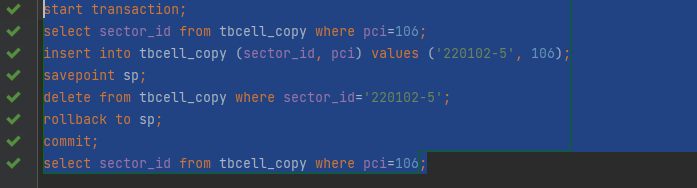 start transaction;
select sector_id from tbcell_copy where pci=106;
insert into tbcell_copy (sector_id, pci) values ('220102-5', 106);
savepoint sp;
delete from tbcell_copy where sector_id='220102-5';
rollback to sp;
commit;
select sector_id from tbcell_copy where pci=106;